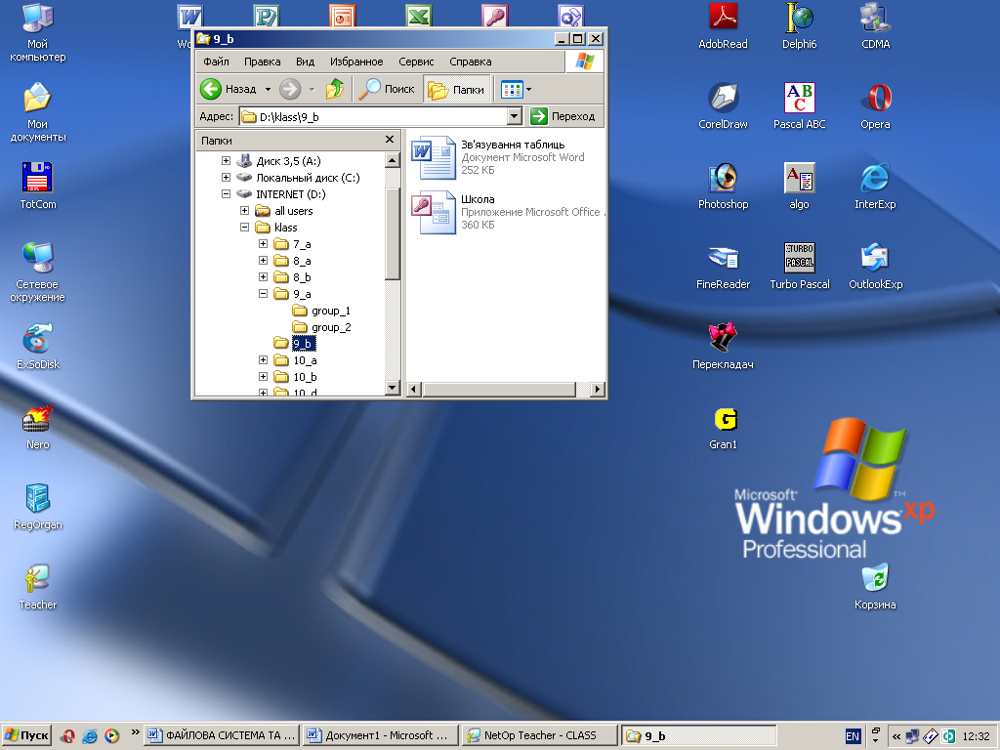 Мой
компьютер
Мои
документы
TotCom
Сетевое
окружение
ExSoDisk
Nero
RegOrgan
Teacher
9_b
Файл Правка Вид Избранное Сервис Справка
Назад Поиск Папки
Адрес: D:\klass\9_b Переход
Папки
Диск 3,5 (A:)
Локальный диск (C:)
INTERNET (D:)
all users
klass
7_a
8_a
8_b
9_a
group_1
group_2
9_b
10_a
10_b
10_d
Зв'язування таблиць
Документ Microsoft Word
252 КБ
Школа
Приложение Microsoft Office .
360 КБ
AdobRead
Delphi6
CDMA
CorelDraw
Pascal ABC
Opera
Photoshop
algo
InterExp
FineReader
TURBO
PASCAL
Turbo Pascal
OutlookExp
Перекладач
Gran1
Microsoft
Windows xp
Professional
Корзина
Пуск
ФАЙЛОВА СИСТЕМА ТА ...
Документ1 - Microsoft ...
NetOp Teacher - CLASS
9_b
EN
12:32